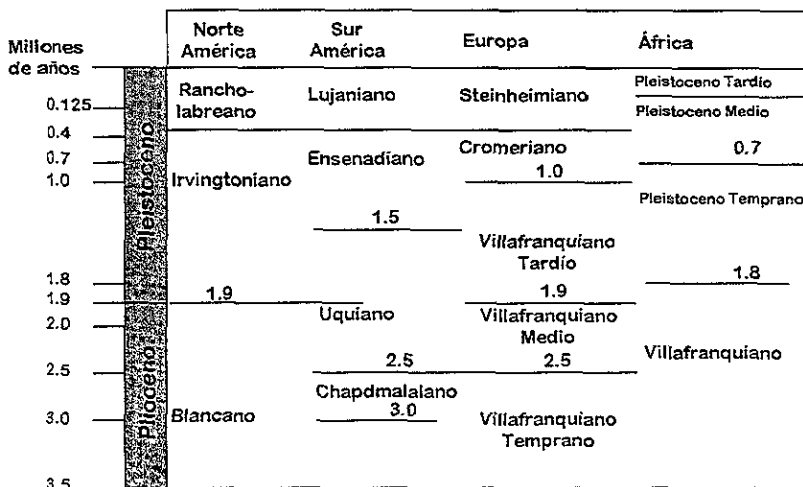 Millones
de años
Norte
América
Sur
América
Europa
África
Pleistoceno
Plioceno
0.125
0.4
0.7
1.0
1.8
1.9
2.0
2.5
3.0
3.5
Rancho-
labreano
Irvingtoniano
1.9
Blancano
Lujaniano
Ensenadiano
1.5
Uquiano
2.5
Chapdmalalano
3.0
Steinheimiano
Cromeriano
1.0
Villafranquiano
Tardío
1.9
Villafranquiano
Medio
2.5
Villafranquiano
Temprano
Pleistoceno Tardío
Pleistoceno Medio
0.7
Pleistoceno Temprano
1.8
Villafranquiano